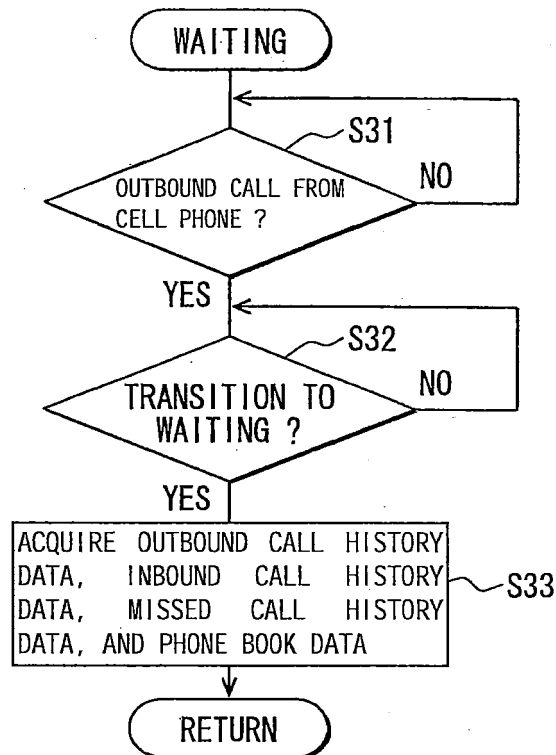 WAITING
S31
OUTBOUND CALL FROM
CELL PHONE ?
NO
YES
S32
TRANSITION TO
WAITING ?
NO
YES
ACQUIRE OUTBOUND CALL HISTORY
DATA, INBOUND CALL HISTORY
DATA, MISSED CALL HISTORY
DATA, AND PHONE BOOK DATA
S33
RETURN